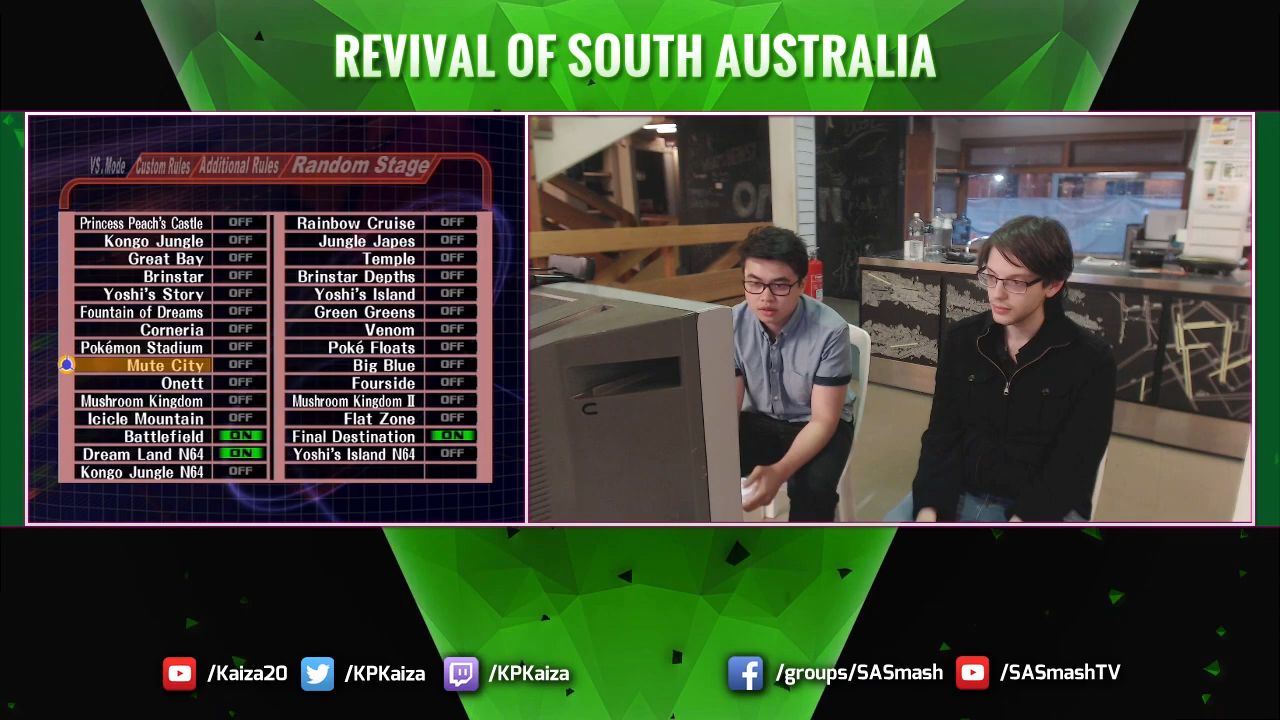 REVIVAL OF SOUTH AUSTRALIA
VS. Mode Custom Rules Additional Rules Random Stage
Princess Peach's Castle OFF Rainbow Cruise OFF
Kongo Jungle OFF Jungle Japes OFF
Great Bay OFF Temple OFF
Brinstar OFF Brinstar Depths OFF
Yoshi's Story OFF Yoshi's Island OFF
Fountain of Dreams OFF Green Greens OFF
Corneria OFF Venom OFF
Pokémon Stadium OFF Poké Floats OFF
Mute City OFF Big Blue OFF
Onett OFF Fourside OFF
Mushroom Kingdom OFF Mushroom Kingdom II OFF
Icicle Mountain OFF Flat Zone OFF
Battlefield ON Final Destination ON
Dream Land N64 ON Yoshi's Island N64 OFF
Kongo Jungle N64 OFF
OPEN
/Kaiza20 /KPKaiza /KPKaiza /groups/SASmash /SASmashTV